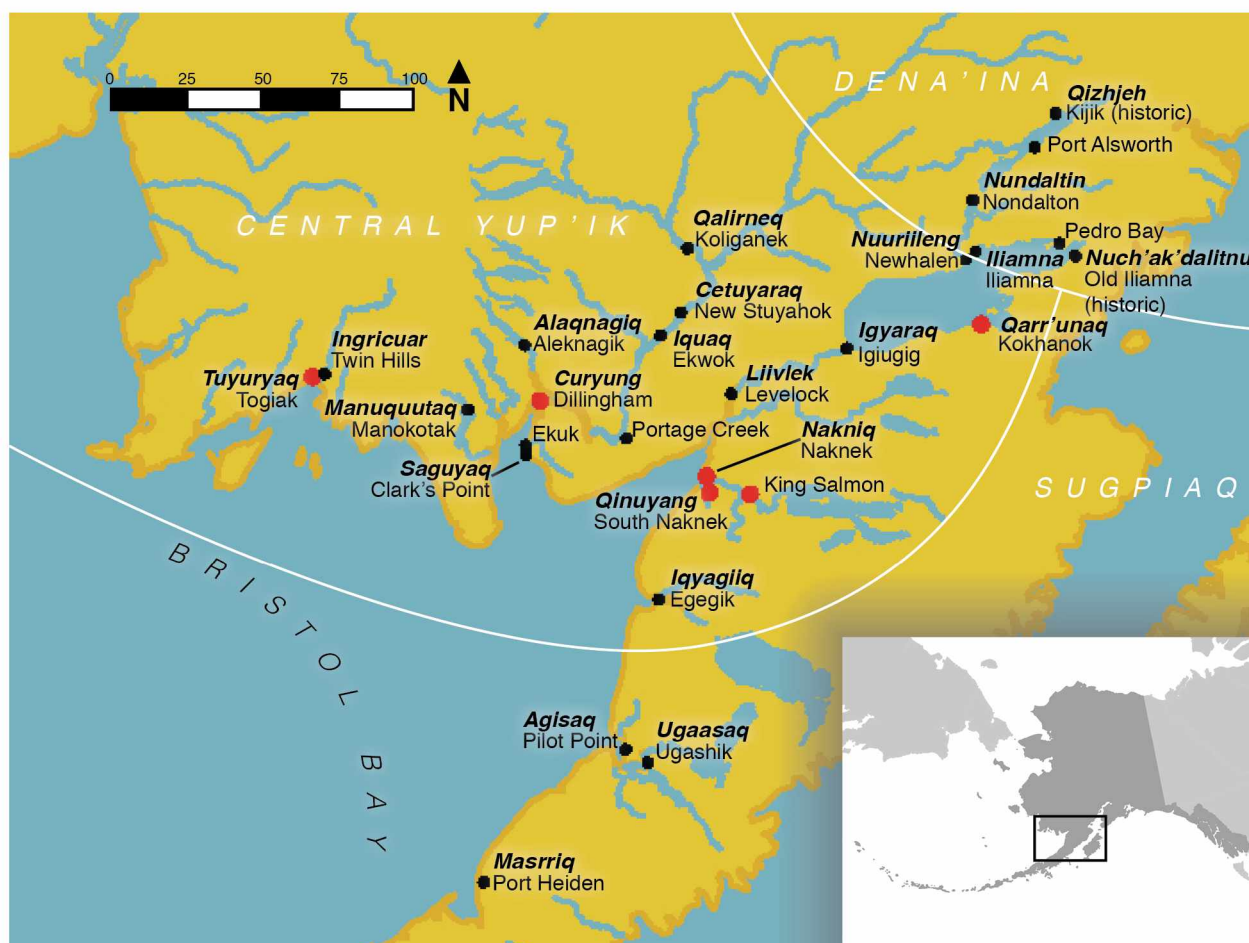 0 25 50 75 100
N
DENA'INA
Qizhjeh
Kijik (historic)
Port Alsworth
Nundaltin
Nondalton
CENTRAL YUP'IK
Qalirneq
Koliganek
Nuuriileng
Newhalen
Iliamna
Iliamna
Pedro Bay
Nuch'ak'dalitnu
Old Iliamna
(historic)
Cetuyaraq
New Stuyahok
Alaqnagiq
Aleknagik
Iquaq
Ekwok
Igyaraq
Igiugig
Qarr'unaq
Kokhanok
Ingricuar
Twin Hills
Tuyuryaq
Togiak
Curyung
Dillingham
Liivlek
Levelock
Manuquutaq
Manokotak
Ekuk
Portage Creek
Nakniq
Naknek
Saguyaq
Clark's Point
Qinuyang
South Naknek
King Salmon
SUGPIAQ
BRISTOL BAY
Iqyagiiq
Egegik
Agisaq
Pilot Point
Ugaasaq
Ugashik
Masrriq
Port Heiden